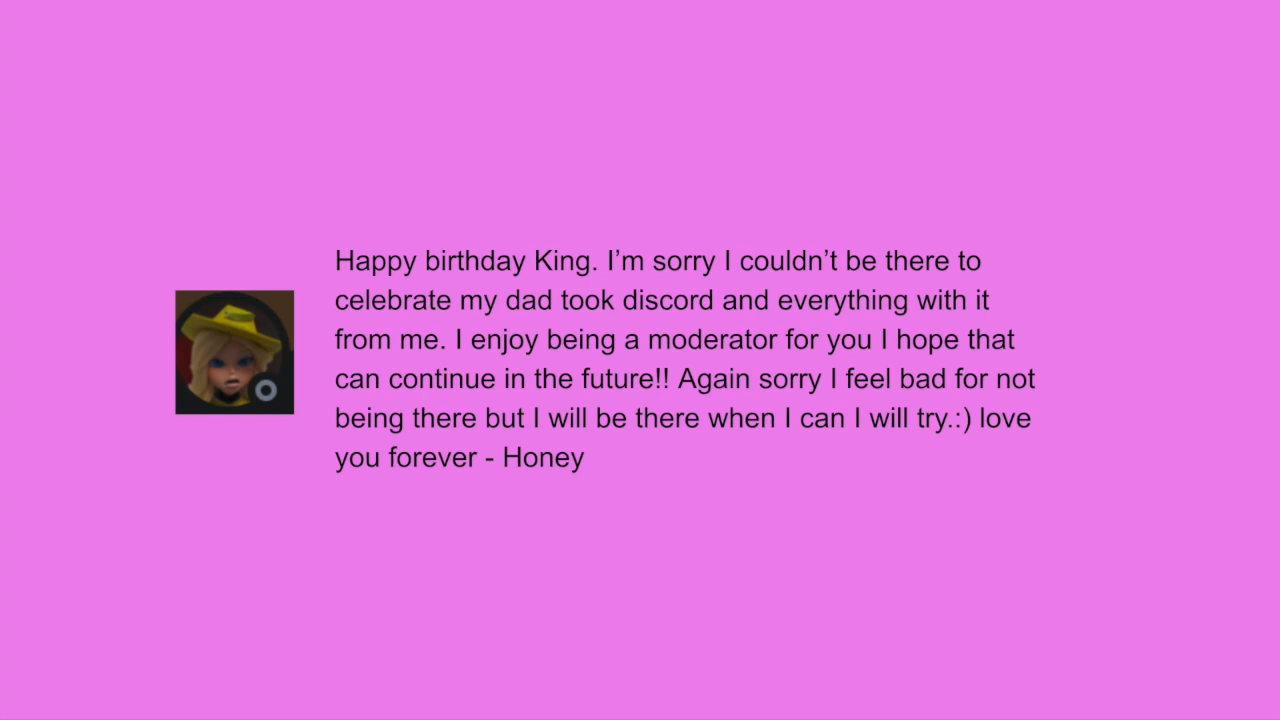 Happy birthday King. I’m sorry I couldn’t be there to
celebrate my dad took discord and everything with it
from me. I enjoy being a moderator for you I hope that
can continue in the future!! Again sorry I feel bad for not
being there but I will be there when I can I will try.:) love
you forever - Honey